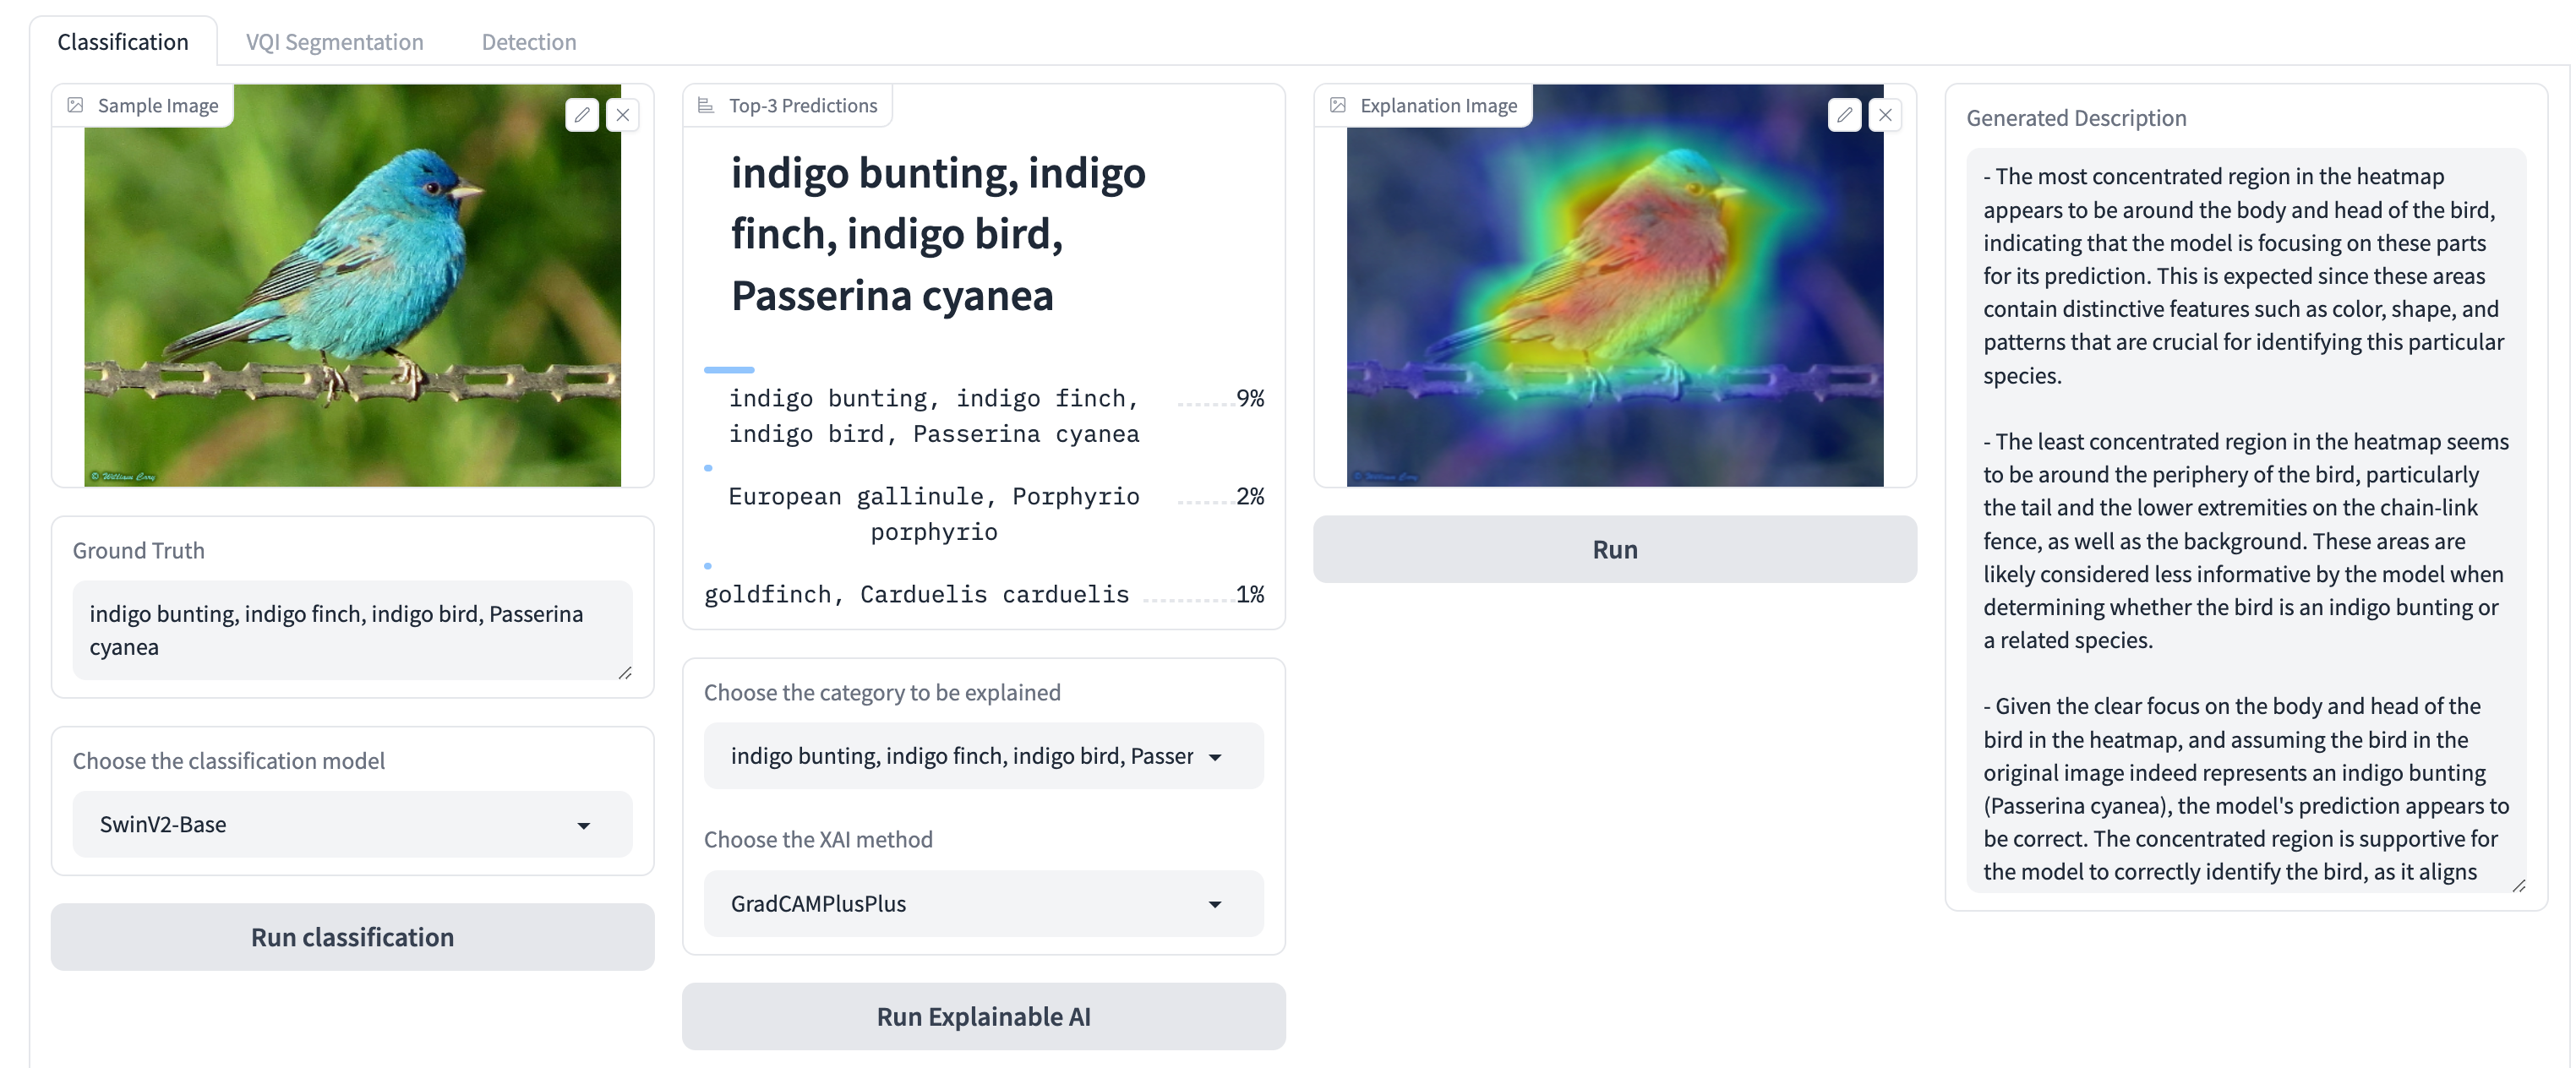 Classification
VQI Segmentation
Detection
Sample Image
© William Cary
Ground Truth
indigo bunting, indigo finch, indigo bird, Passerina
cyanea
Choose the classification model
SwinV2-Base
Run classification
Top-3 Predictions
indigo bunting, indigo
finch, indigo bird,
Passerina cyanea
indigo bunting, indigo finch,
indigo bird, Passerina cyanea
9%
European gallinule, Porphyrio
porphyrio
2%
goldfinch, Carduelis carduelis
1%
Choose the category to be explained
indigo bunting, indigo finch, indigo bird, Passer
Choose the XAI method
GradCAMPlusPlus
Run Explainable AI
Explanation Image
Run
Generated Description
- The most concentrated region in the heatmap
appears to be around the body and head of the bird,
indicating that the model is focusing on these parts
for its prediction. This is expected since these areas
contain distinctive features such as color, shape, and
patterns that are crucial for identifying this particular
species.
- The least concentrated region in the heatmap seems
to be around the periphery of the bird, particularly
the tail and the lower extremities on the chain-link
fence, as well as the background. These areas are
likely considered less informative by the model when
determining whether the bird is an indigo bunting or
a related species.
- Given the clear focus on the body and head of the
bird in the heatmap, and assuming the bird in the
original image indeed represents an indigo bunting
(Passerina cyanea), the model's prediction appears to
be correct. The concentrated region is supportive for
the model to correctly identify the bird, as it aligns